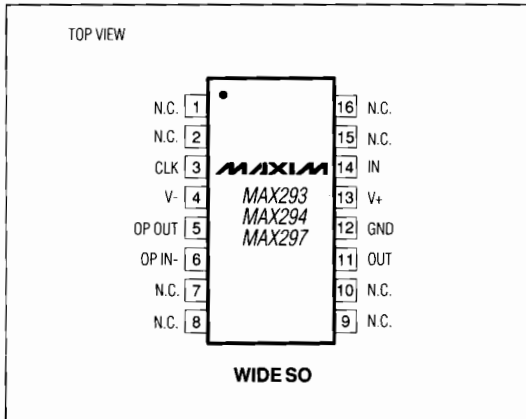 TOP VIEW
N.C. 1
16 N.C.
N.C. 2
15 N.C.
CLK 3
MAXIM
14 IN
V- 4
MAX293
13 V+
MAX294
OP OUT 5
12 GND
MAX297
OP IN- 6
11 OUT
N.C. 7
10 N.C.
N.C. 8
9 N.C.
WIDE SO